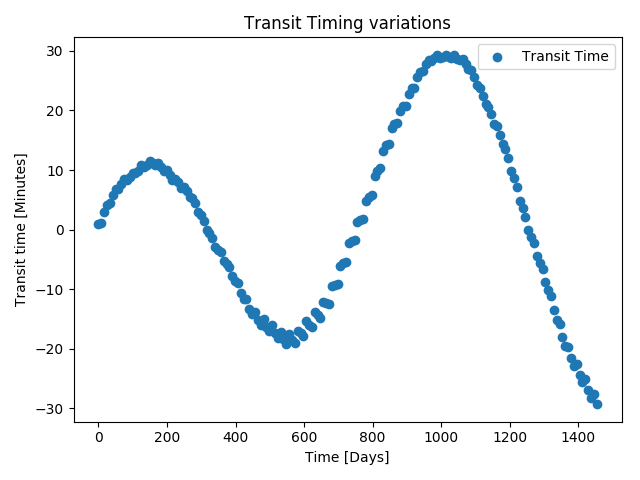 Transit Timing variations
Transit Time
Transit time [Minutes]
30
20
10
0
−10
−20
−30
0 200 400 600 800 1000 1200 1400
Time [Days]